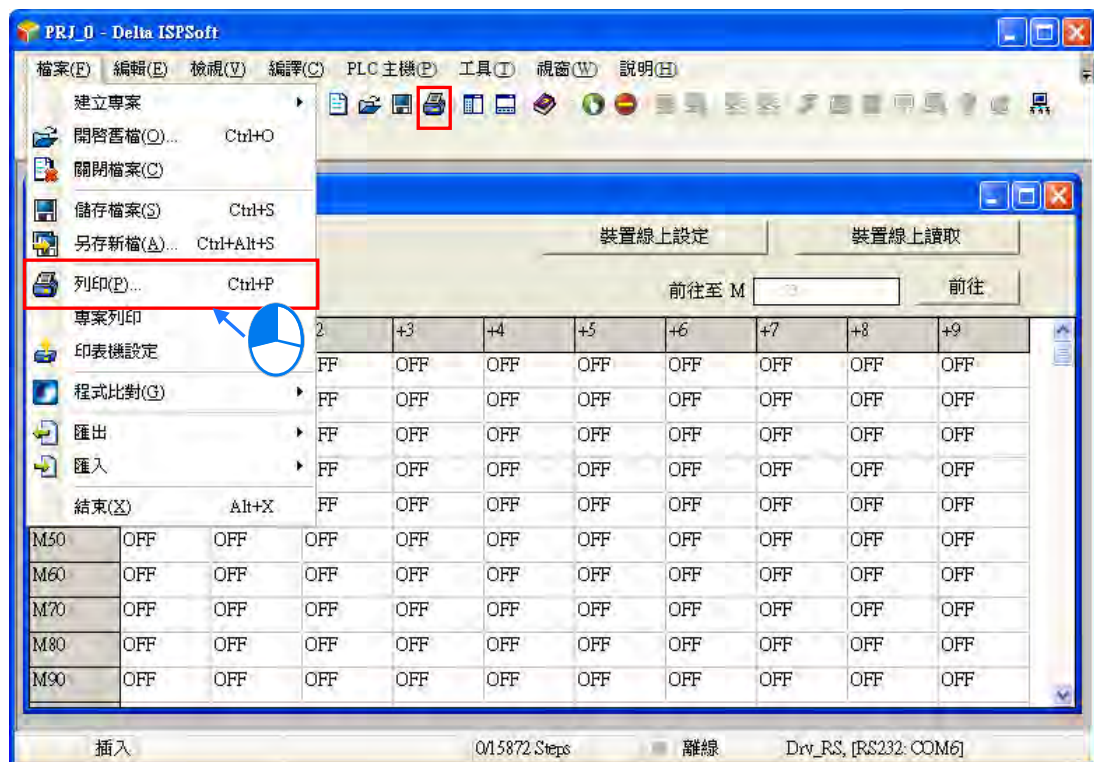 PRJ_0 - Delta ISPSoft
檔案(F) 編輯(E) 檢視(V) 編譯(C) PLC 主機(P) 工具(T) 視窗(W) 說明(H)
建立專案
開啓舊檔(O)... Ctrl+O
關閉檔案(C)
儲存檔案(S) Ctrl+S
另存新檔(A)... Ctrl+Alt+S
列印(P)... Ctrl+P
專案列印
印表機設定
程式比對(G)
匯出
匯入
結束(X) Alt+X
裝置線上設定 裝置線上讀取
前往至 M 前往
2 +3 +4 +5 +6 +7 +8 +9
FF OFF OFF OFF OFF OFF OFF OFF
FF OFF OFF OFF OFF OFF OFF OFF
FF OFF OFF OFF OFF OFF OFF OFF
FF OFF OFF OFF OFF OFF OFF OFF
FF OFF OFF OFF OFF OFF OFF OFF
M50 OFF OFF OFF OFF OFF OFF OFF OFF OFF OFF
M60 OFF OFF OFF OFF OFF OFF OFF OFF OFF OFF
M70 OFF OFF OFF OFF OFF OFF OFF OFF OFF OFF
M80 OFF OFF OFF OFF OFF OFF OFF OFF OFF OFF
M90 OFF OFF OFF OFF OFF OFF OFF OFF OFF OFF
插入 0/15872 Steps 離線 Drv_RS, [RS232: COM6]